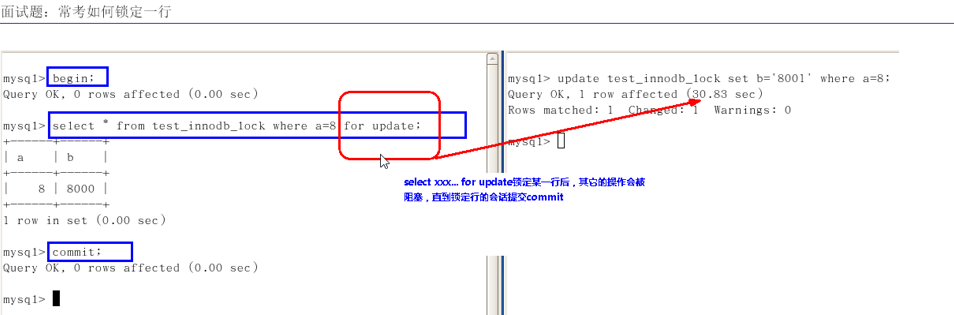 面试题：常考如何锁定一行
mysql> begin;
Query OK, 0 rows affected (0.00 sec)
mysql> select * from test_innodb_lock where a=8 for update;
+------+------+
| a    | b    |
+------+------+
|    8 | 8000 |
+------+------+
1 row in set (0.00 sec)
mysql> commit;
Query OK, 0 rows affected (0.00 sec)
mysql>
mysql> update test_innodb_lock set b='8001' where a=8;
Query OK, 1 row affected (30.83 sec)
Rows matched: 1  Changed: 1  Warnings: 0
mysql>
select xxx... for update锁定某一行后，其它的操作会被
阻塞，直到锁定行的会话提交commit